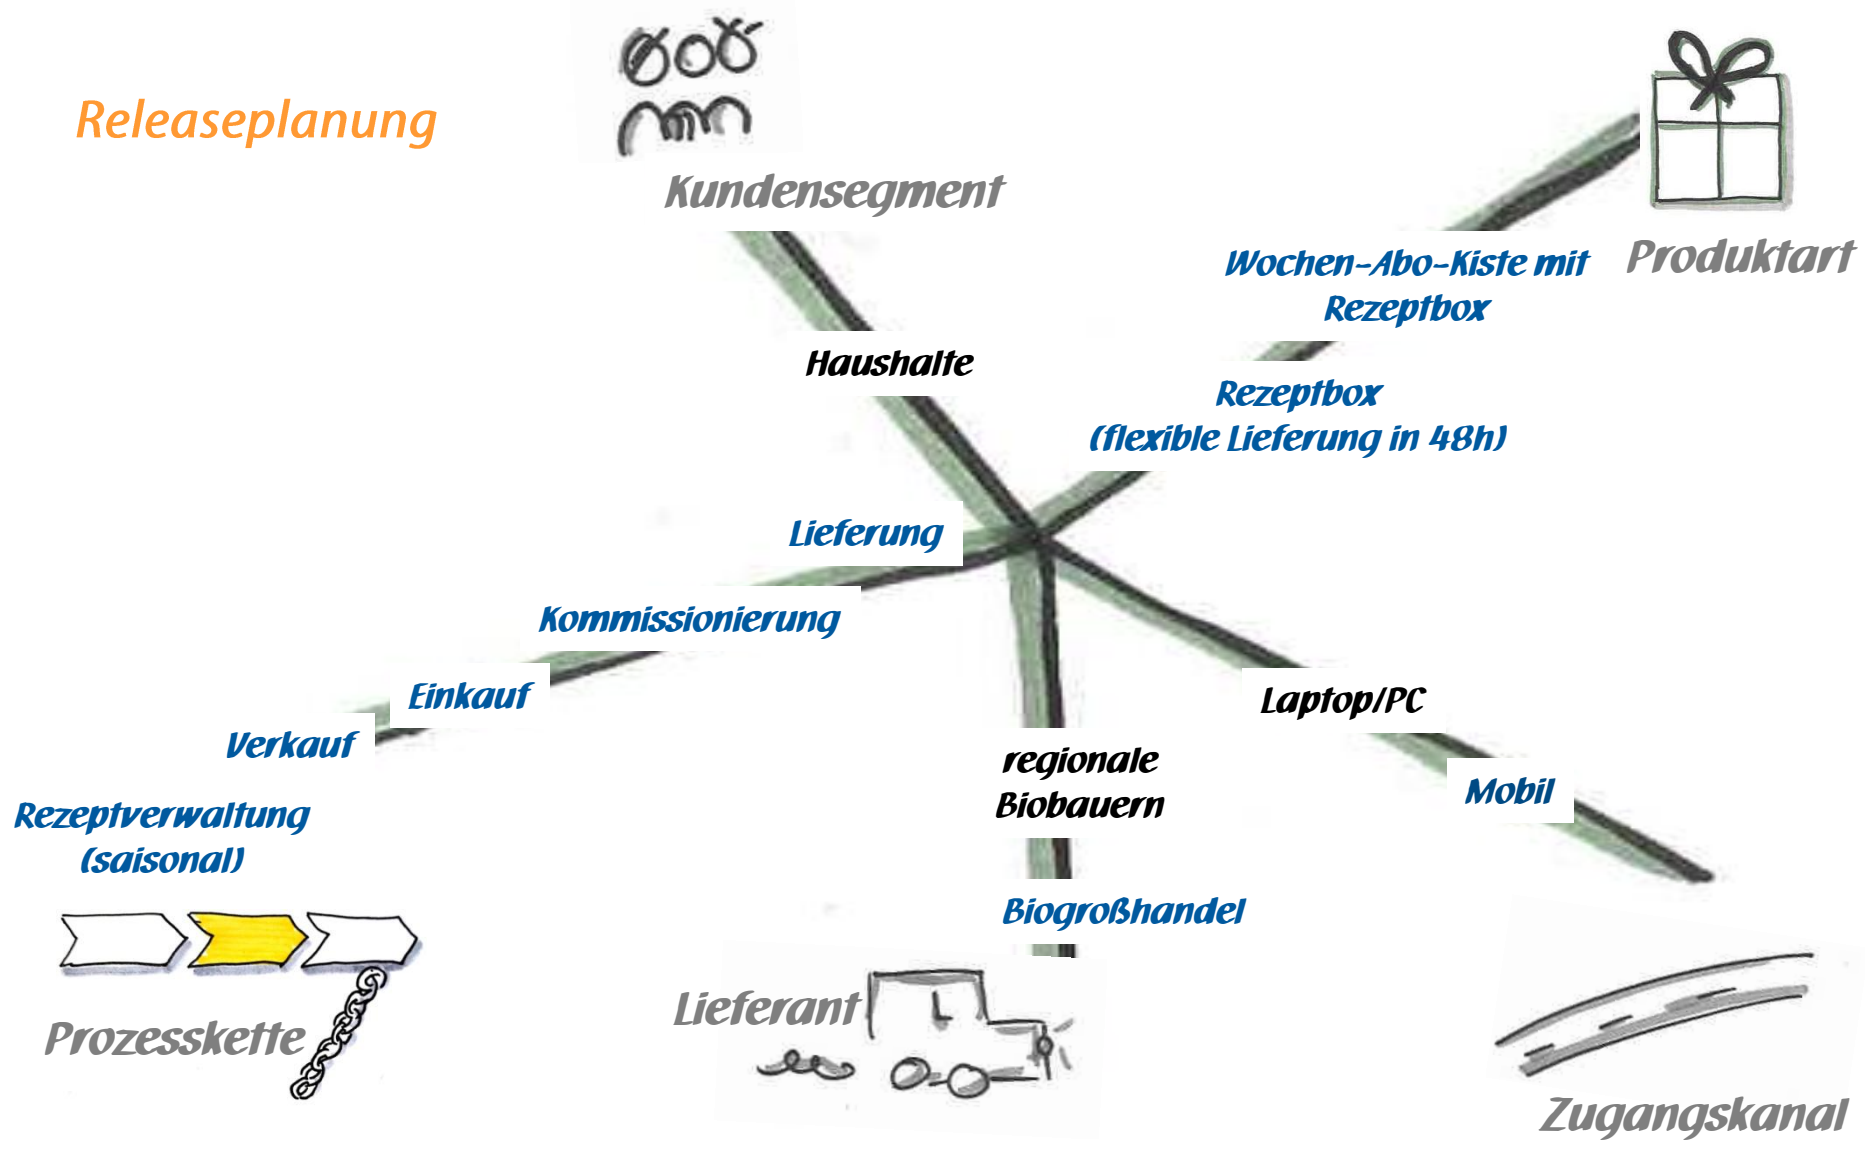 Releaseplanung
Kundensegment
Produktart
Wochen-Abo-Kiste mit
Rezeptbox
Haushalte
Rezeptbox
(flexible Lieferung in 48h)
Lieferung
Kommissionierung
Einkauf
Verkauf
Rezeptverwaltung
(saisonal)
Prozesskette
Laptop/PC
Mobil
regionale
Biobauern
Biogroßhandel
Lieferant
Zugangskanal